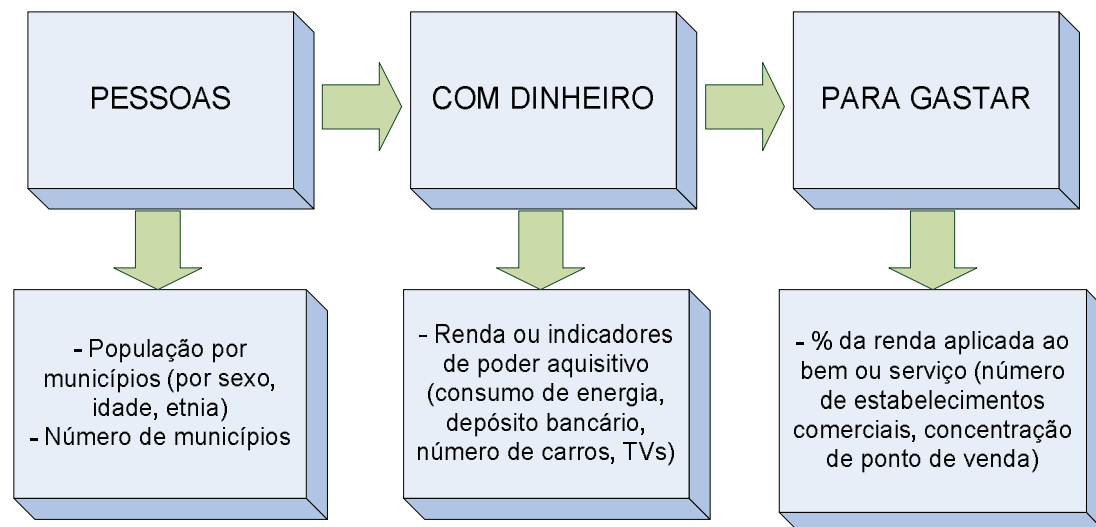 PESSOAS
COM DINHEIRO
PARA GASTAR
- População por
municípios (por sexo,
idade, etnia)
- Número de municípios
- Renda ou indicadores
de poder aquisitivo
(consumo de energia,
depósito bancário,
número de carros, TVs)
- % da renda aplicada ao
bem ou serviço (número
de estabelecimentos
comerciais, concentração
de ponto de venda)